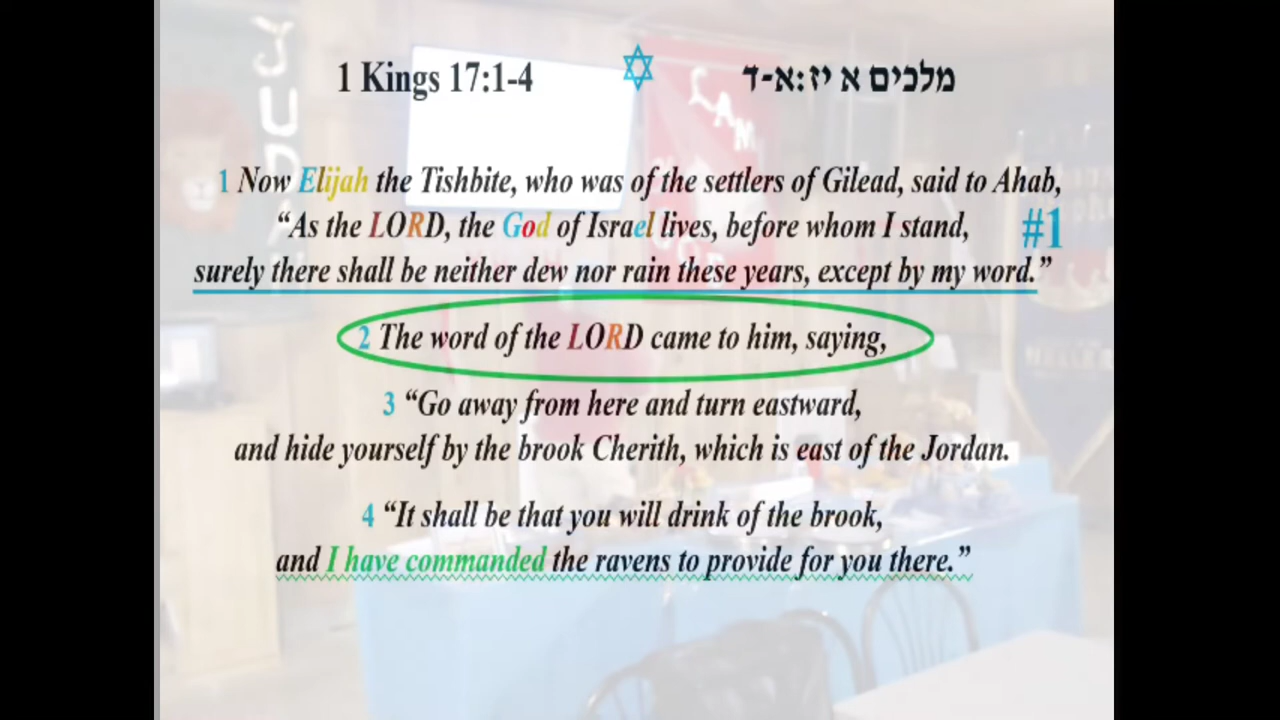 1 Kings 17:1-4 מלכים א יז:א-ד
1 Now Elijah the Tishbite, who was of the settlers of Gilead, said to Ahab,
“As the LORD, the God of Israel lives, before whom I stand,
#1
surely there shall be neither dew nor rain these years, except by my word.”
2 The word of the LORD came to him, saying,
3 “Go away from here and turn eastward,
and hide yourself by the brook Cherith, which is east of the Jordan.
4 “It shall be that you will drink of the brook,
and I have commanded the ravens to provide for you there.”
JUDAH
LAMB